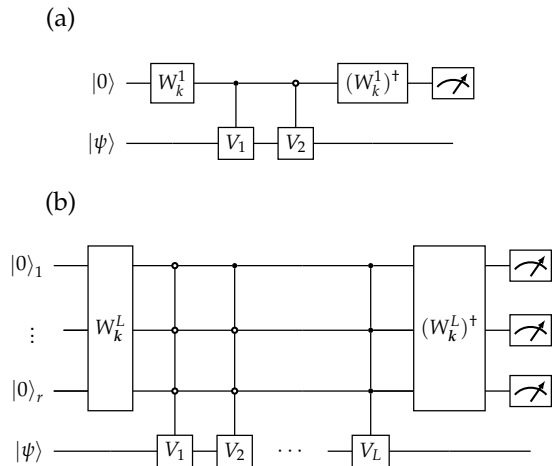 (a)
|0⟩ W_k^1 (W_k^1)^†
|ψ⟩ V_1 V_2
(b)
|0⟩_1
⋮ W_k^L (W_k^L)^†
|0⟩_r
|ψ⟩ V_1 V_2 ⋯ V_L